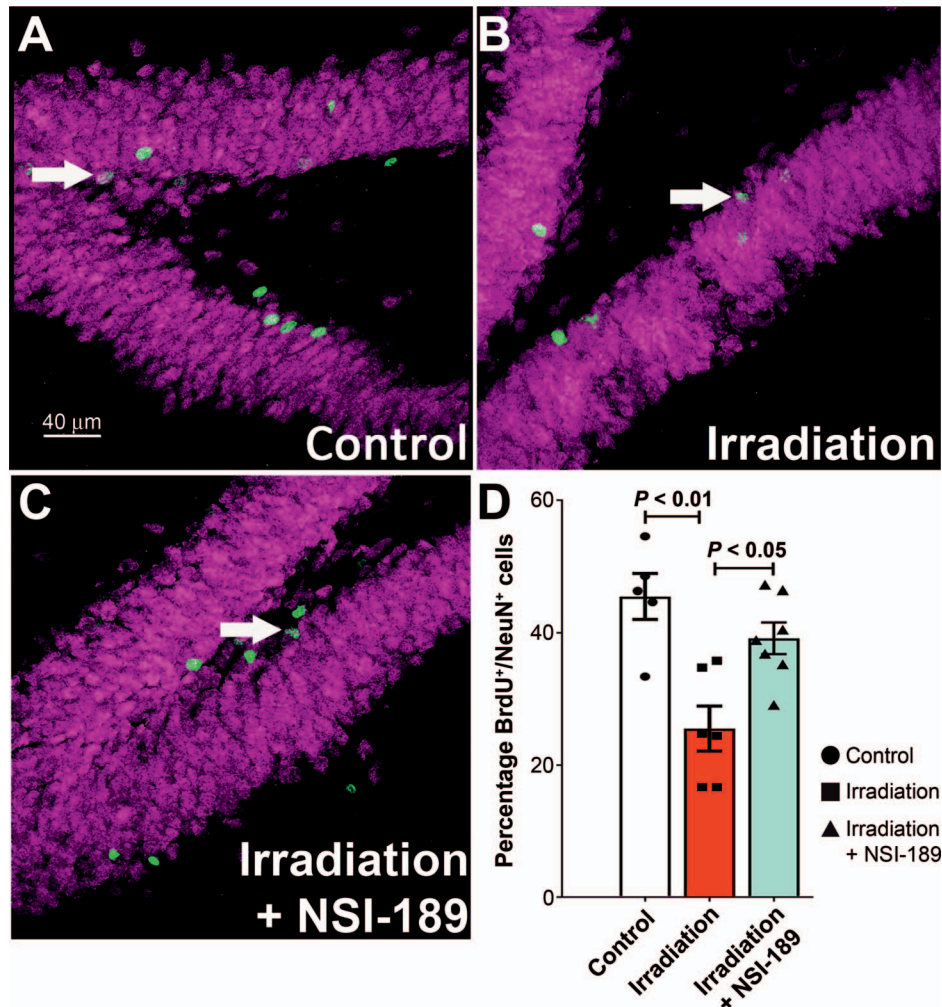 A
B
40 μm
Control
Irradiation
C
Irradiation
+ NSI-189
D
60
40
20
0
Percentage BrdU⁺/NeuN⁺ cells
P < 0.01
P < 0.05
Control
Irradiation
Irradiation
+ NSI-189
Control
Irradiation
Irradiation
+ NSI-189